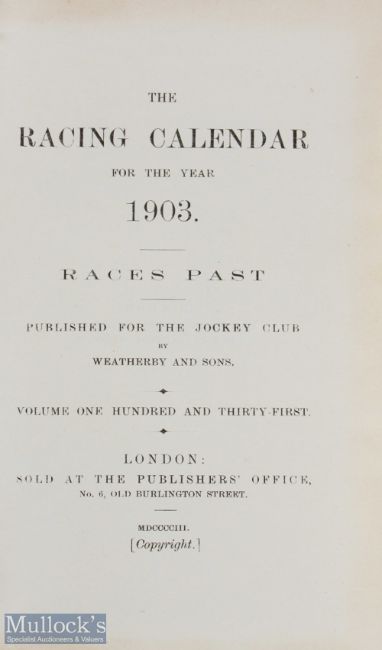 THE
RACING CALENDAR
FOR THE YEAR
1903.
RACES PAST
PUBLISHED FOR THE JOCKEY CLUB
BY
WEATHERBY AND SONS.
VOLUME ONE HUNDRED AND THIRTY-FIRST.
LONDON:
SOLD AT THE PUBLISHERS' OFFICE,
No. 6, OLD BURLINGTON STREET.
MDCCCCIII.
[Copyright.]
Mullock's
Specialist Auctioneers & Valuers